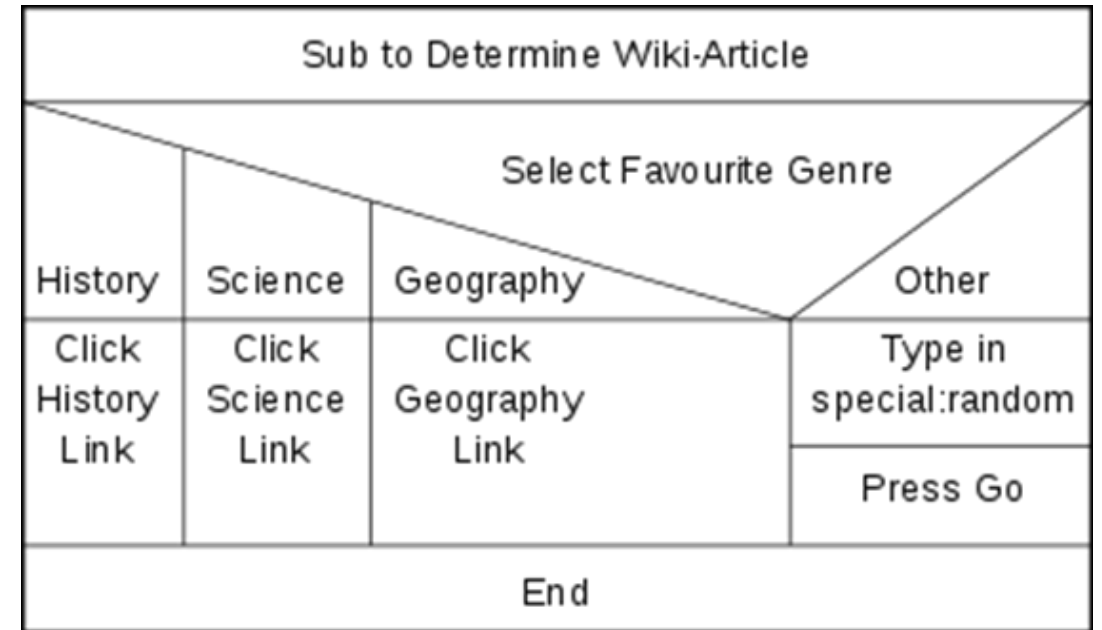 Sub to Determine Wiki-Article
Select Favourite Genre
History
Science
Geography
Other
Click
History
Link
Click
Science
Link
Click
Geography
Link
Type in
special:random
Press Go
End